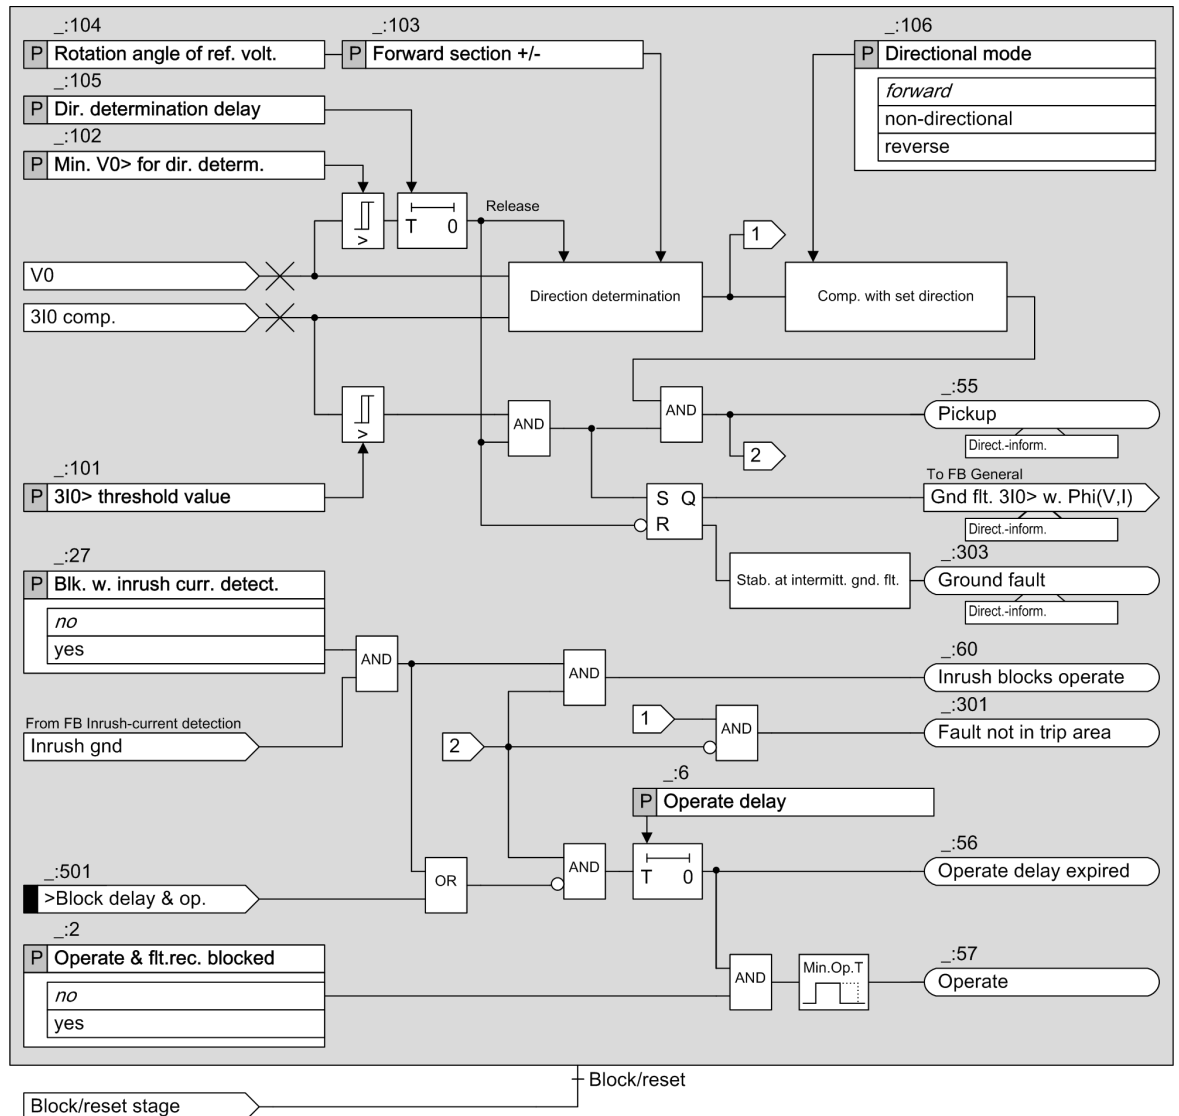 _:104
_:103
_:106
P Rotation angle of ref. volt.
P Forward section +/-
P Directional mode
forward
non-directional
reverse
_:105
P Dir. determination delay
_:102
P Min. V0> for dir. determ.
>
T 0
Release
1
V0
3I0 comp.
Direction determination
Comp. with set direction
>
AND
AND
_:55
Pickup
Direct.-inform.
2
_:101
P 3I0> threshold value
S Q
R
To FB General
Gnd flt. 3I0> w. Phi(V,I)
Direct.-inform.
_:27
P Blk. w. inrush curr. detect.
no
yes
Stab. at intermitt. gnd. flt.
_:303
Ground fault
Direct.-inform.
AND
AND
_:60
Inrush blocks operate
From FB Inrush-current detection
Inrush gnd
2
1
AND
_:301
Fault not in trip area
_:6
P Operate delay
_:501
>Block delay & op.
OR
AND
T 0
_:56
Operate delay expired
_:2
P Operate & flt.rec. blocked
no
yes
AND
Min.Op.T
_:57
Operate
Block/reset
Block/reset stage